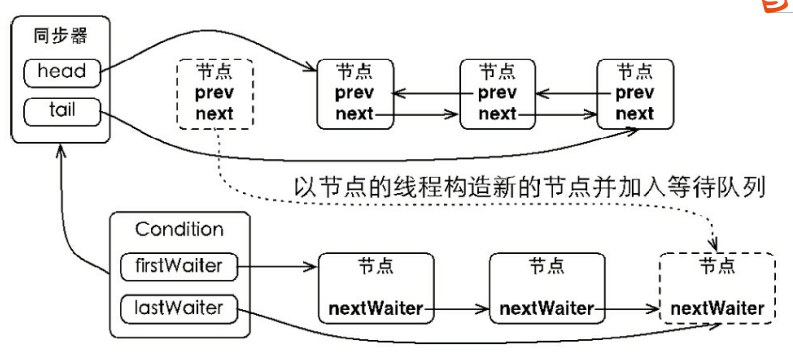 同步器
head
tail
节点
prev
next
节点
prev
next
节点
prev
next
节点
prev
next
以节点的线程构造新的节点并加入等待队列
Condition
firstWaiter
lastWaiter
节点
nextWaiter
节点
nextWaiter
节点
nextWaiter